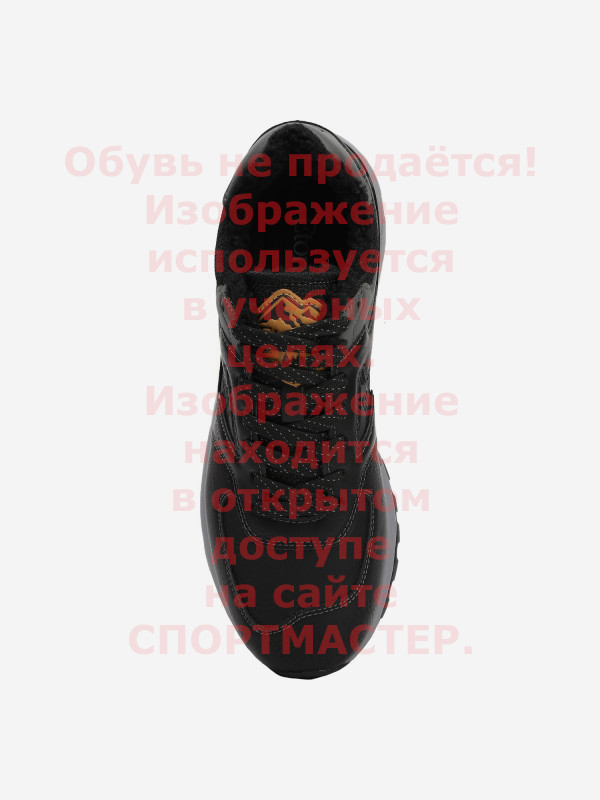 Обувь не продаётся!
Изображение
используется
в учебных
целях.
Изображение
находится
в открытом
доступе
на сайте
СПОРТМАСТЕР.